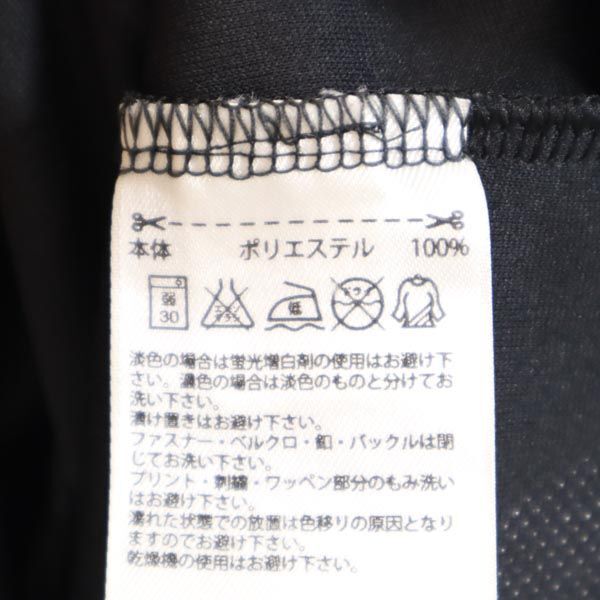 本体 ポリエステル 100%
弱 30 エンソ サラシ 低 ドライ
淡色の場合は蛍光増白剤の使用はお避け下
さい。濃色の場合は淡色のものと分けてお
洗い下さい。
漬け置きはお避け下さい。
ファスナー・ベルクロ・釦・バックルは閉
じてお洗い下さい。
プリント・刺繍・ワッペン部分のもみ洗い
はお避け下さい。
濡れた状態での放置は色移りの原因となり
ますのでお避け下さい。
乾燥機の使用はお避け下さい。